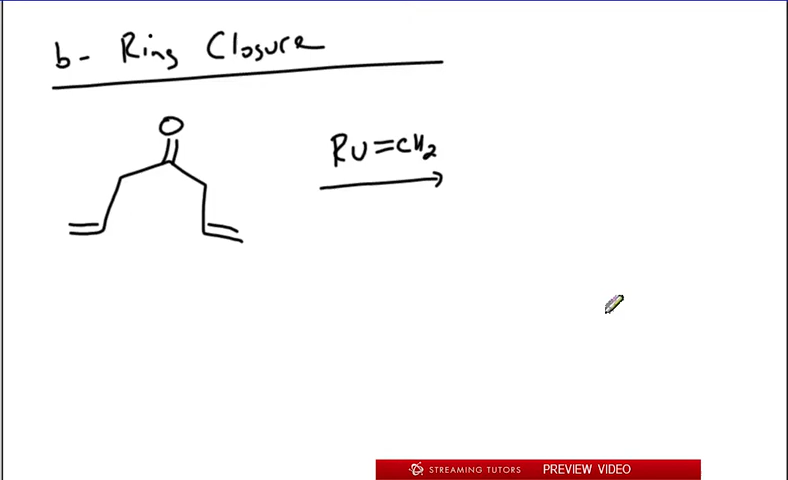 b- Ring Closure
O
Ru=CH2
STREAMING TUTORS PREVIEW VIDEO